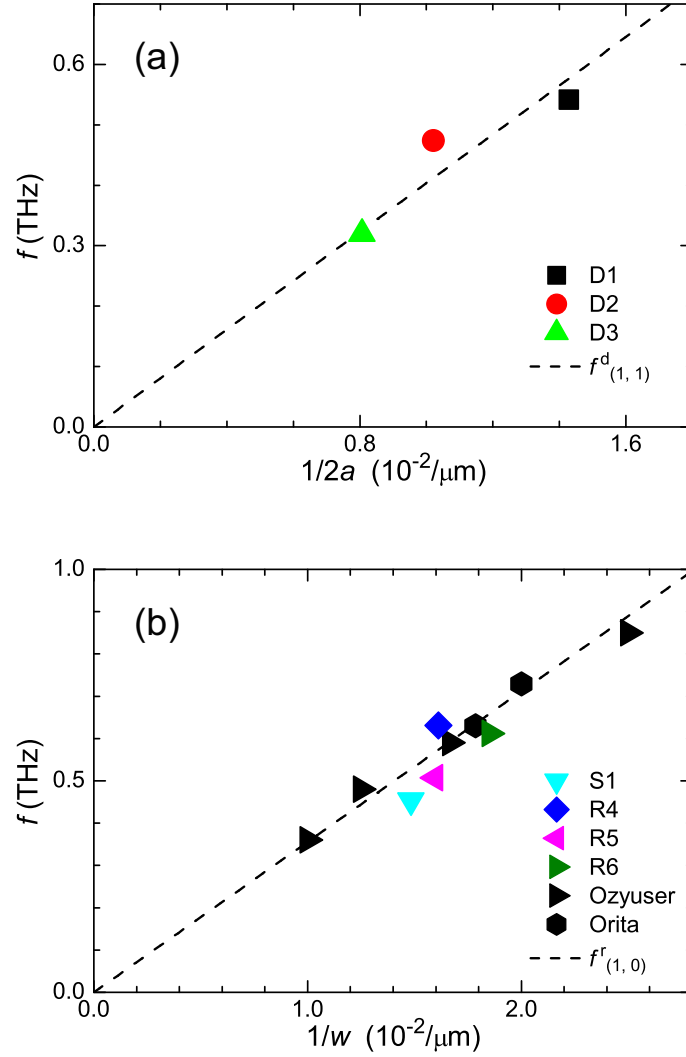 (a)
0.6
0.3
0.0
f (THz)
D1
D2
D3
f^d_(1, 1)
0.0 0.8 1.6
1/2a (10^-2/μm)
(b)
1.0
0.5
0.0
f (THz)
S1
R4
R5
R6
Ozyuser
Orita
f^r_(1, 0)
0.0 1.0 2.0
1/w (10^-2/μm)